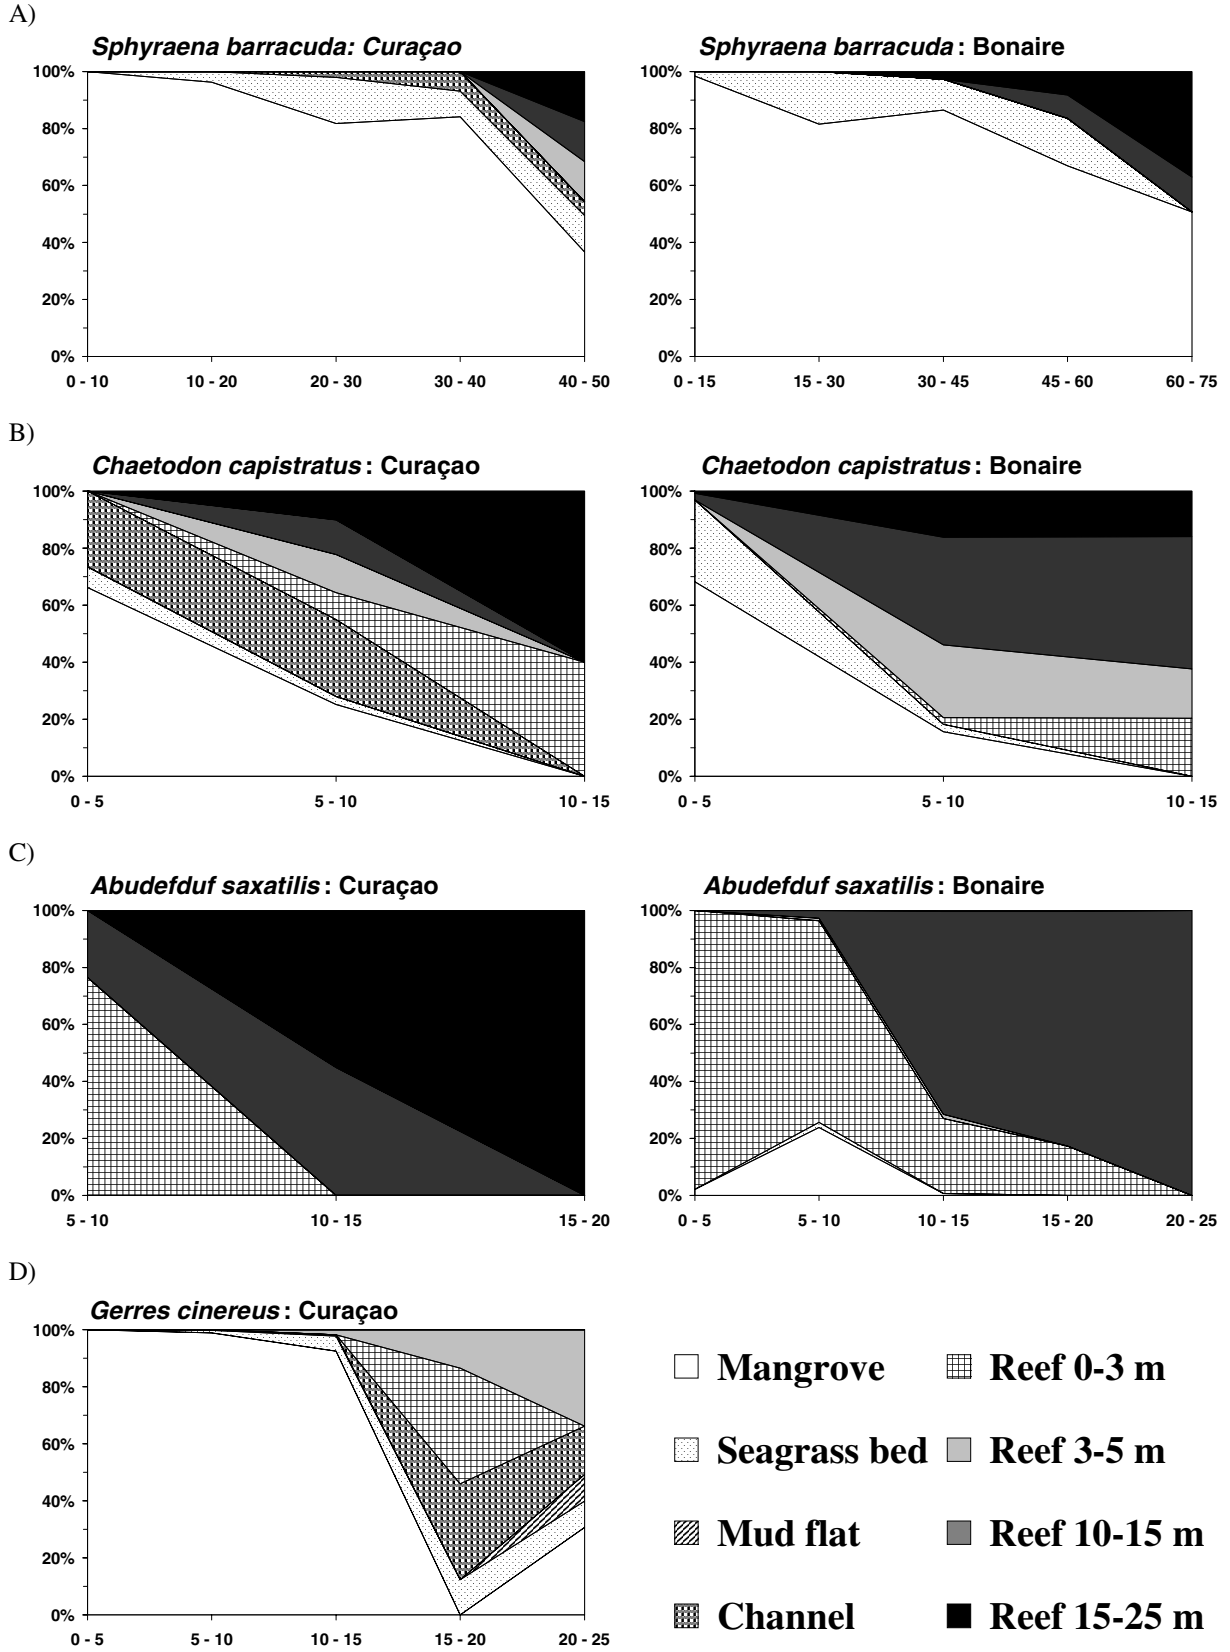 A)
Sphyraena barracuda: Curaçao
100%
80%
60%
40%
20%
0%
0 - 10 10 - 20 20 - 30 30 - 40 40 - 50
Sphyraena barracuda : Bonaire
100%
80%
60%
40%
20%
0%
0 - 15 15 - 30 30 - 45 45 - 60 60 - 75
B)
Chaetodon capistratus : Curaçao
100%
80%
60%
40%
20%
0%
0 - 5 5 - 10 10 - 15
Chaetodon capistratus : Bonaire
100%
80%
60%
40%
20%
0%
0 - 5 5 - 10 10 - 15
C)
Abudefduf saxatilis : Curaçao
100%
80%
60%
40%
20%
0%
5 - 10 10 - 15 15 - 20
Abudefduf saxatilis : Bonaire
100%
80%
60%
40%
20%
0%
0 - 5 5 - 10 10 - 15 15 - 20 20 - 25
D)
Gerres cinereus : Curaçao
100%
80%
60%
40%
20%
0%
0 - 5 5 - 10 10 - 15 15 - 20 20 - 25
Mangrove
Seagrass bed
Mud flat
Channel
Reef 0-3 m
Reef 3-5 m
Reef 10-15 m
Reef 15-25 m